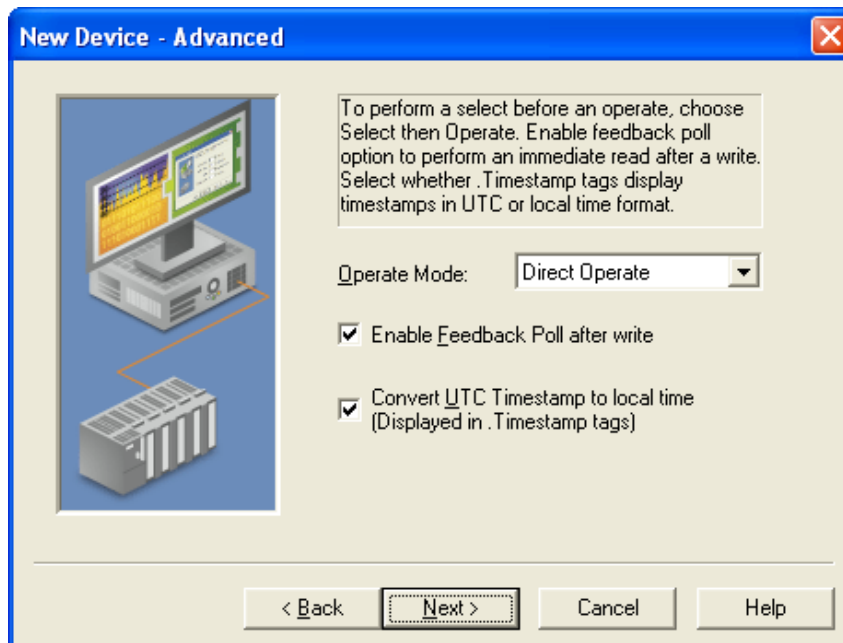 New Device - Advanced
To perform a select before an operate, choose
Select then Operate. Enable feedback poll
option to perform an immediate read after a write.
Select whether .Timestamp tags display
timestamps in UTC or local time format.
Operate Mode: Direct Operate
Enable Feedback Poll after write
Convert UTC Timestamp to local time
(Displayed in .Timestamp tags)
< Back Next > Cancel Help